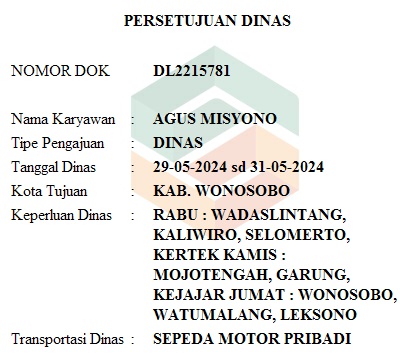 PERSETUJUAN DINAS
NOMOR DOK DL2215781
Nama Karyawan : AGUS MISYONO
Tipe Pengajuan : DINAS
Tanggal Dinas : 29-05-2024 sd 31-05-2024
Kota Tujuan : KAB. WONOSOBO
Keperluan Dinas : RABU : WADASLINTANG,
KALIWIRO, SELOMERTO,
KERTEK KAMIS :
MOJOTENGAH, GARUNG,
KEJAJAR JUMAT : WONOSOBO,
WATUMALANG, LEKSONO
Transportasi Dinas : SEPEDA MOTOR PRIBADI